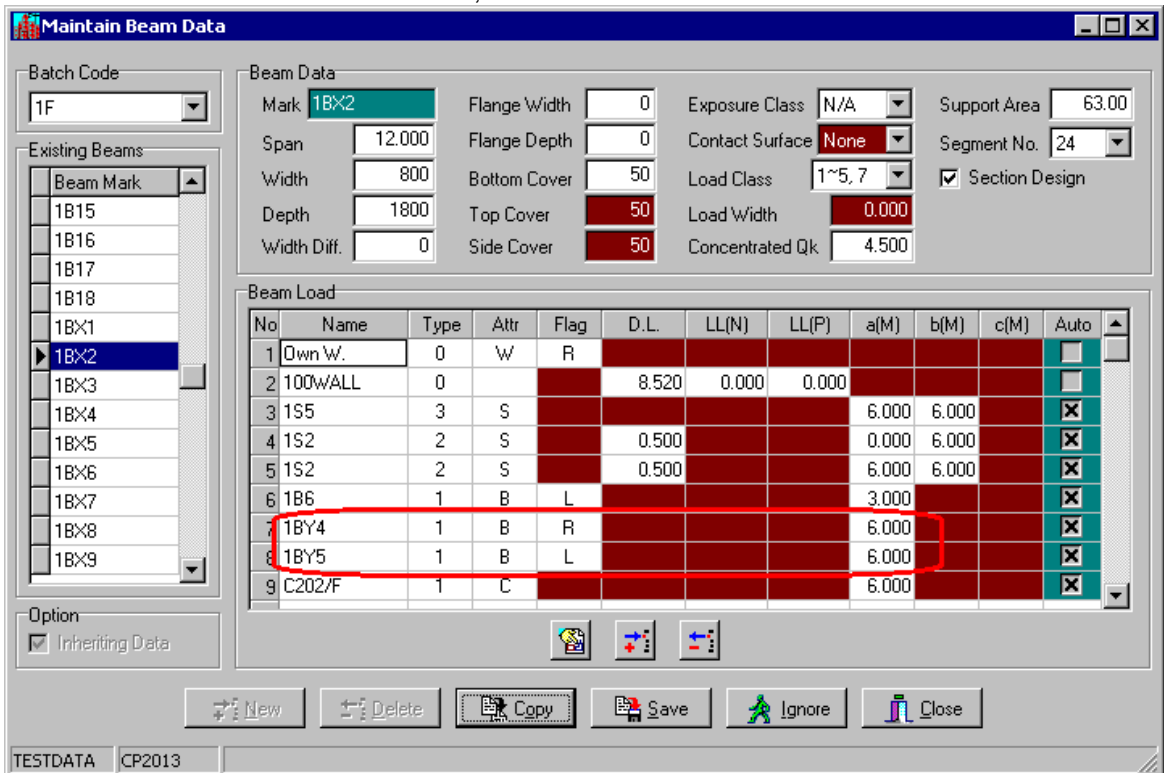 Maintain Beam Data
Batch Code
1F
Existing Beams
Beam Mark
1B15
1B16
1B17
1B18
1BX1
1BX2
1BX3
1BX4
1BX5
1BX6
1BX7
1BX8
1BX9
Option
Inheriting Data
Beam Data
Mark 1BX2 Flange Width 0 Exposure Class N/A Support Area 63.00
Span 12.000 Flange Depth 0 Contact Surface None Segment No. 24
Width 800 Bottom Cover 50 Load Class 1~5, 7 Section Design
Depth 1800 Top Cover 50 Load Width 0.000
Width Diff. 0 Side Cover 50 Concentrated Qk 4.500
Beam Load
No Name Type Attr Flag D.L. LL(N) LL(P) a(M) b(M) c(M) Auto
1 Own W. 0 W R
2 100WALL 0 8.520 0.000 0.000
3 1S5 3 S 6.000 6.000
4 1S2 2 S 0.500 0.000 6.000
5 1S2 2 S 0.500 6.000 6.000
6 1B6 1 B L 3.000
7 1BY4 1 B R 6.000
8 1BY5 1 B L 6.000
9 C202/F 1 C 6.000
New Delete Copy Save Ignore Close
TESTDATA CP2013